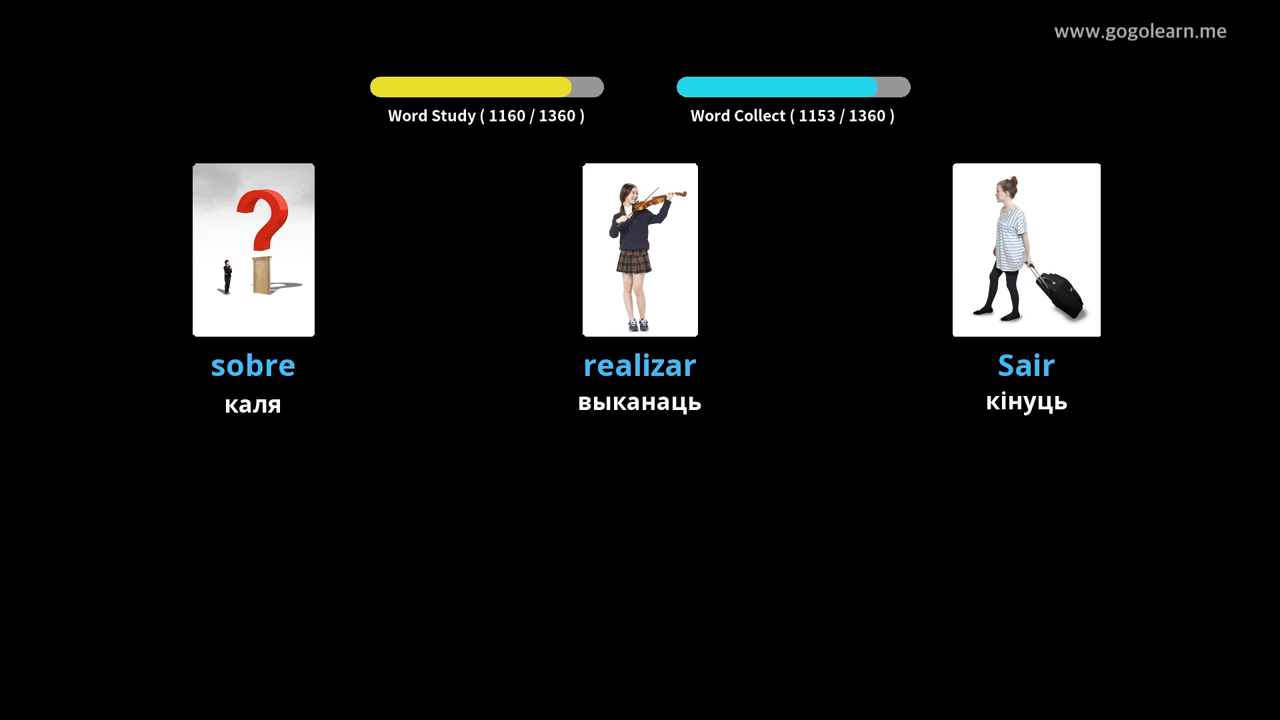 www.gogolearn.me
Word Study ( 1160 / 1360 )
Word Collect ( 1153 / 1360 )
sobre
каля
realizar
выканаць
Sair
кінуць